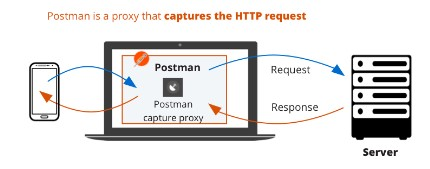 Postman is a proxy that captures the HTTP request
Postman
Postman
capture proxy
Request
Response
Server